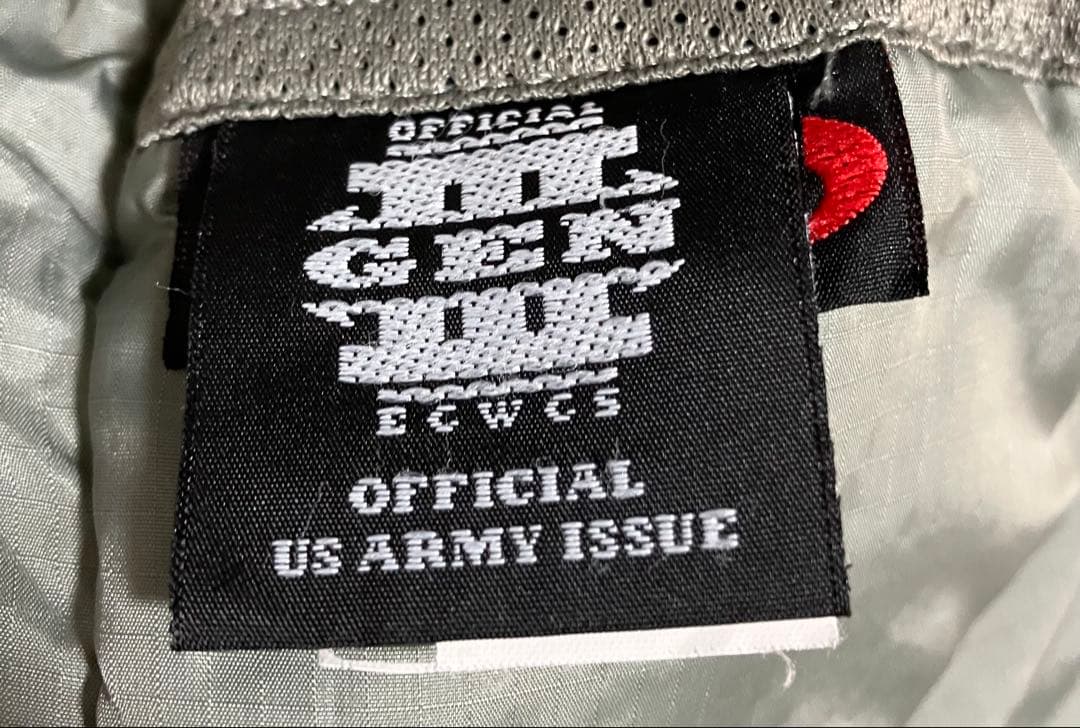 OFFICIAL
III
GEN
III
ECWCS
OFFICIAL
US ARMY ISSUE